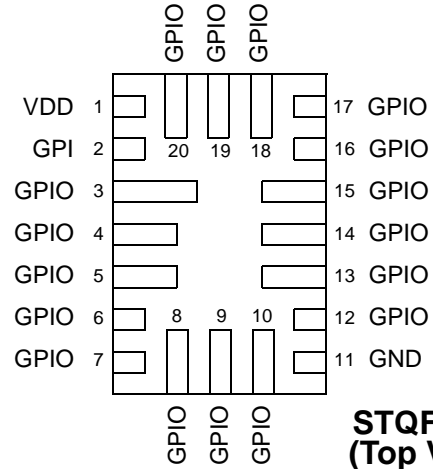 GPIO GPIO GPIO
VDD 1 17 GPIO
GPI 2 20 19 18 16 GPIO
GPIO 3 15 GPIO
GPIO 4 14 GPIO
GPIO 5 13 GPIO
GPIO 6 8 9 10 12 GPIO
GPIO 7 11 GND
GPIO GPIO GPIO
(Top